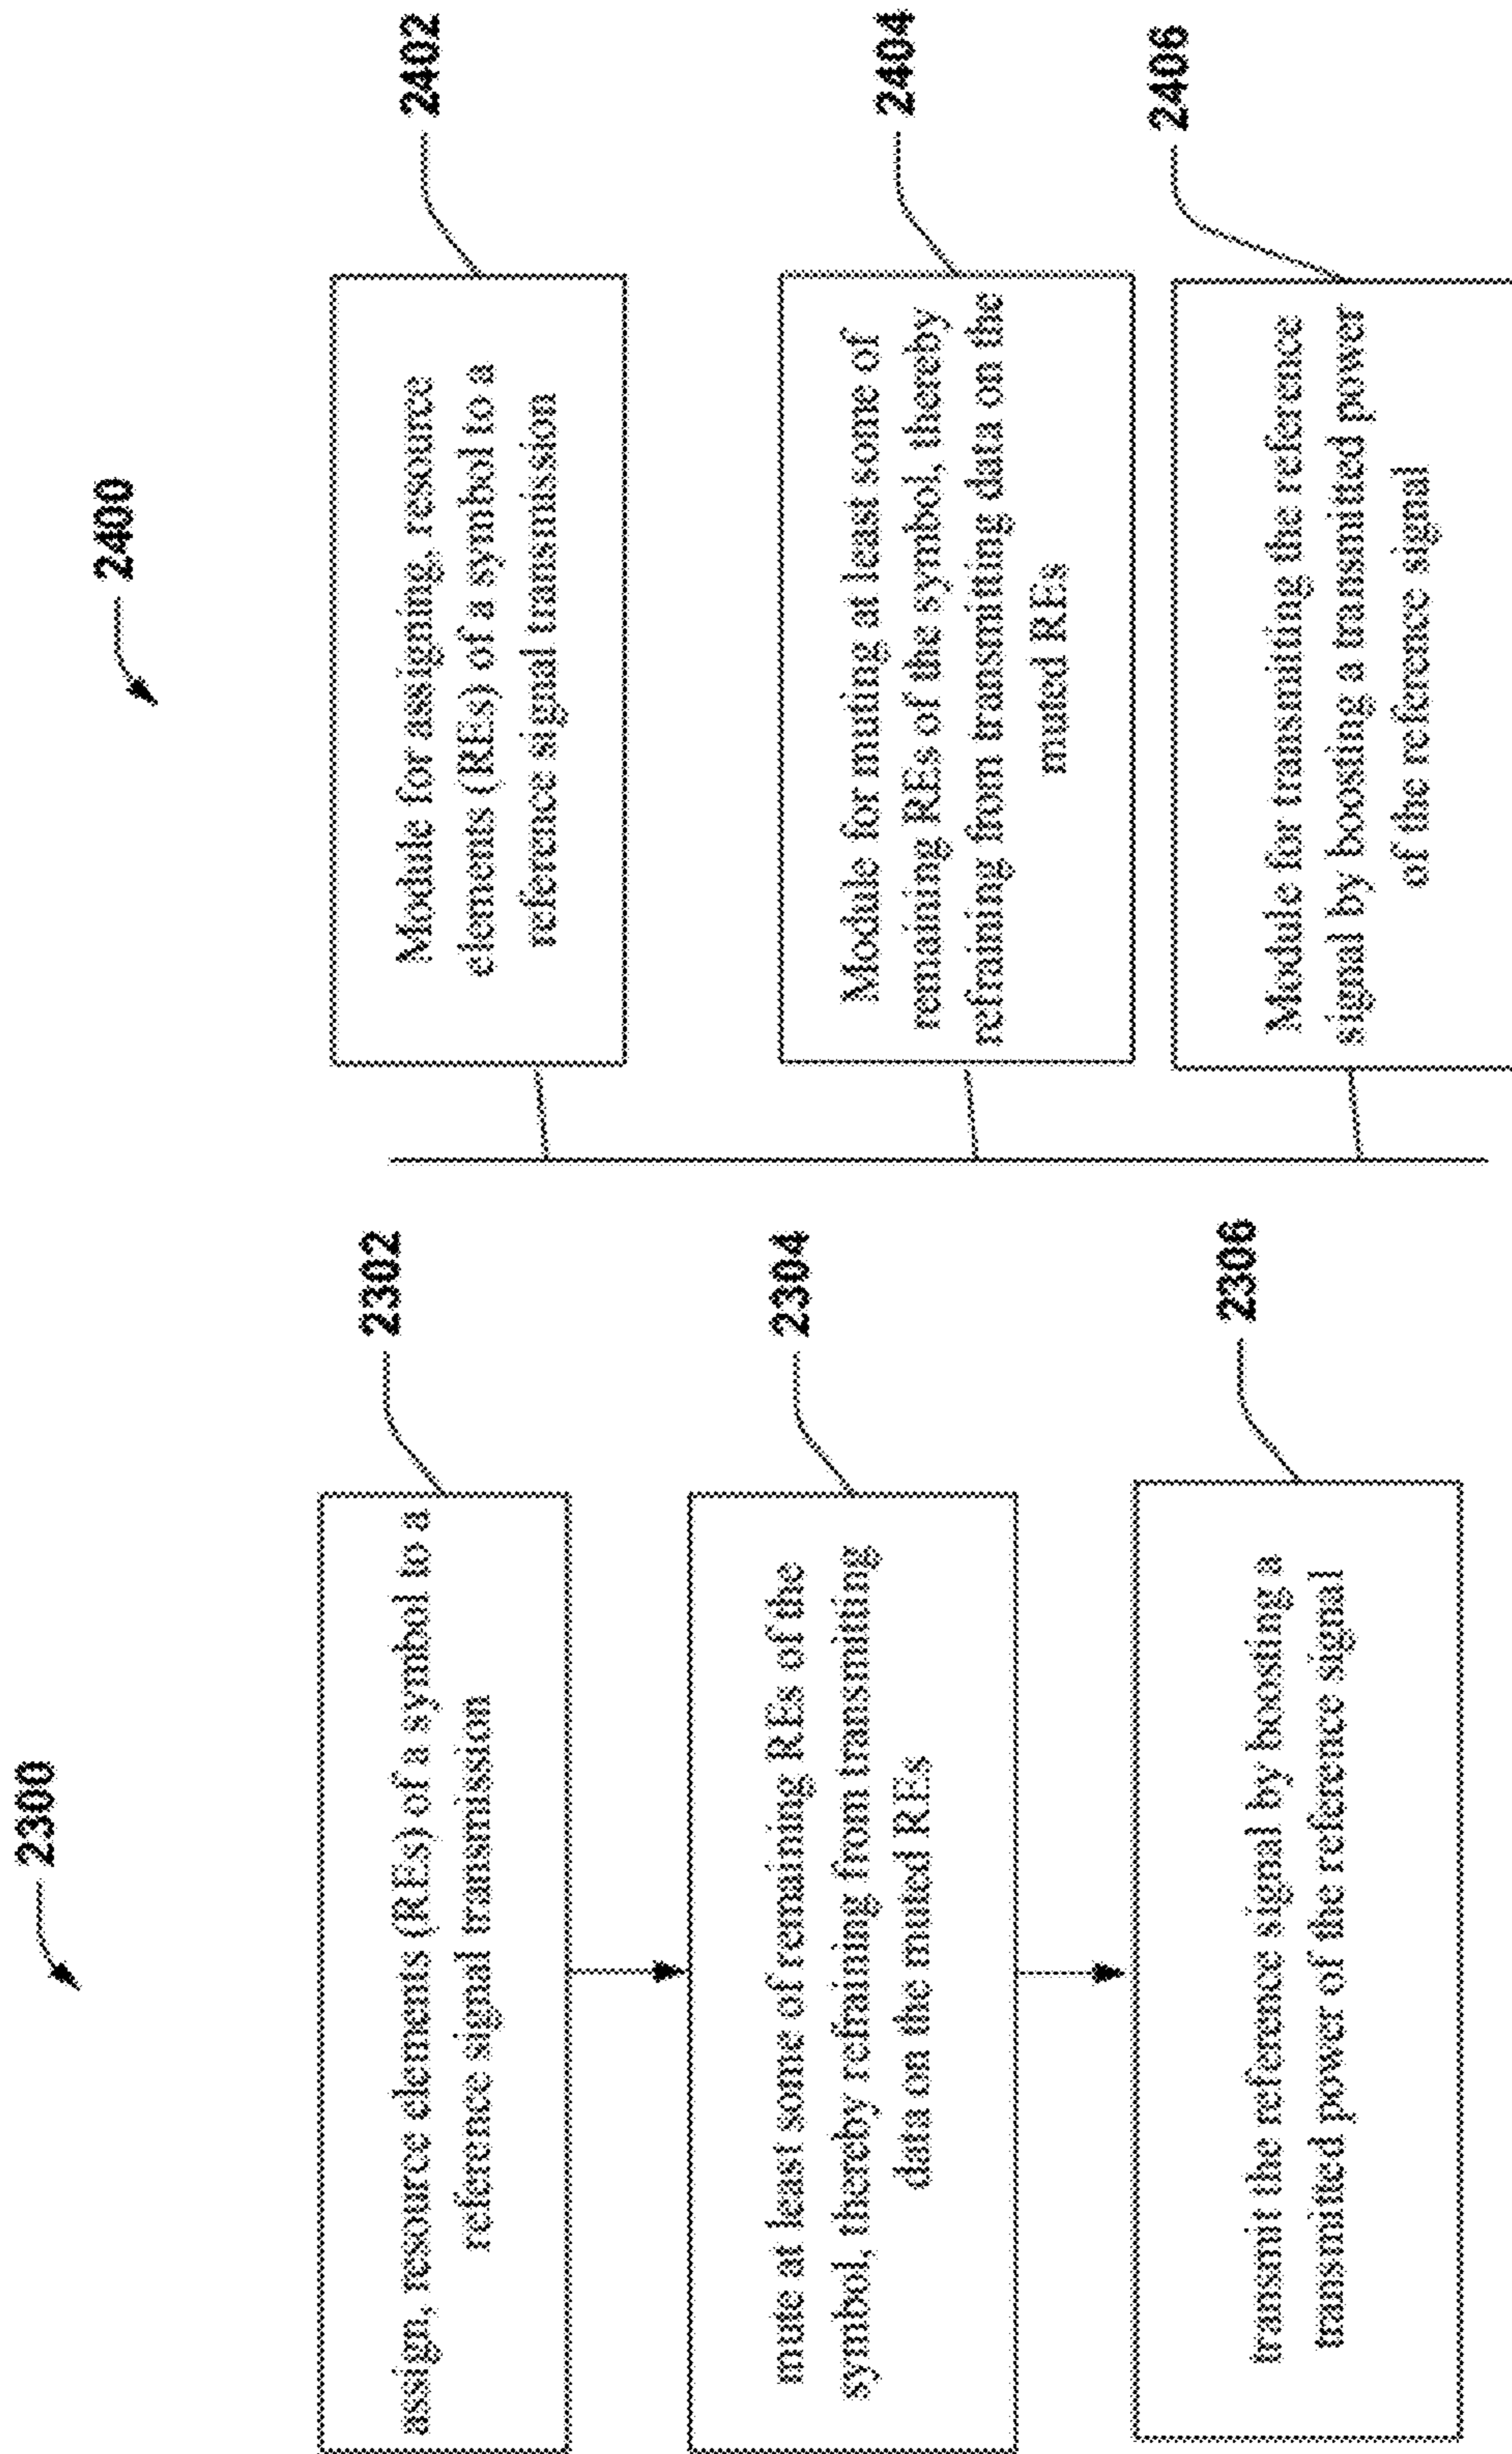 2300
assign, resource elements (REs) of a symbol to a
reference signal transmission
2302
mute at least some of remaining REs of the
symbol, thereby refraining from transmitting
data on the muted REs
2304
transmit the reference signal by boosting a
transmitted power of the reference signal
2306
2400
Module for assigning, resource
elements (REs) of a symbol to a
reference signal transmission
2402
Module for muting at least some of
remaining REs of the symbol, thereby
refraining from transmitting data on the
muted REs
2404
Module for transmiting the reference
signal by boosting a transmitted power
of the reference signal
2406